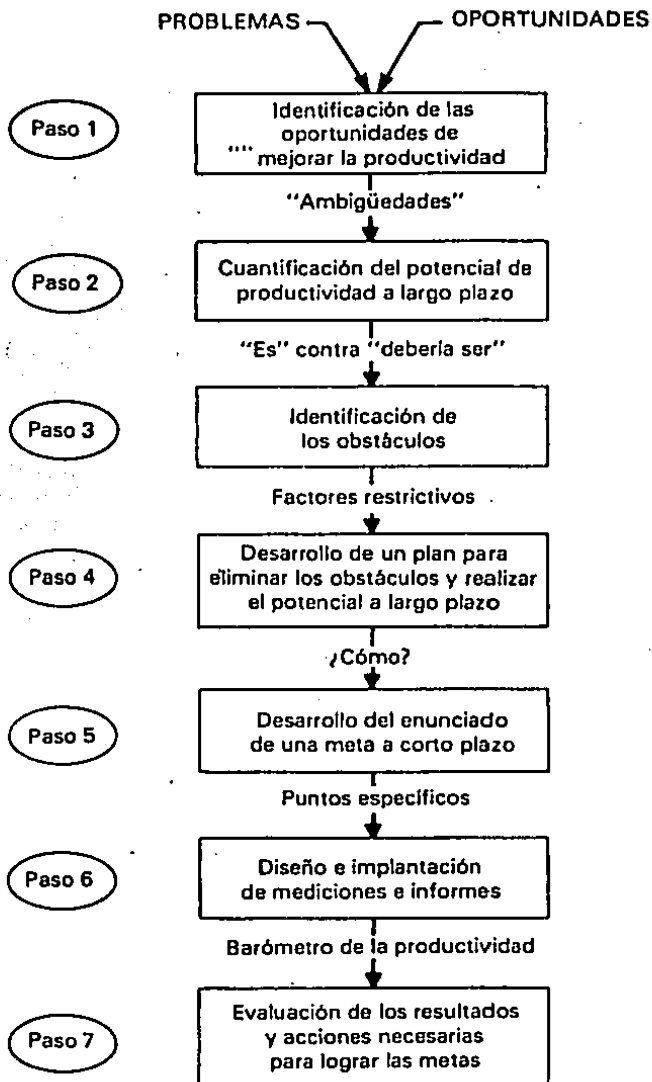 PROBLEMAS
OPORTUNIDADES
Paso 1
Identificación de las
oportunidades de
"" mejorar la productividad
"Ambigüedades"
Paso 2
Cuantificación del potencial de
productividad a largo plazo
"Es" contra "debería ser"
Paso 3
Identificación de
los obstáculos
Factores restrictivos
Paso 4
Desarrollo de un plan para
eliminar los obstáculos y realizar
el potencial a largo plazo
¿Cómo?
Paso 5
Desarrollo del enunciado
de una meta a corto plazo
Puntos específicos
Paso 6
Diseño e implantación
de mediciones e informes
Barómetro de la productividad
Paso 7
Evaluación de los resultados
y acciones necesarias
para lograr las metas